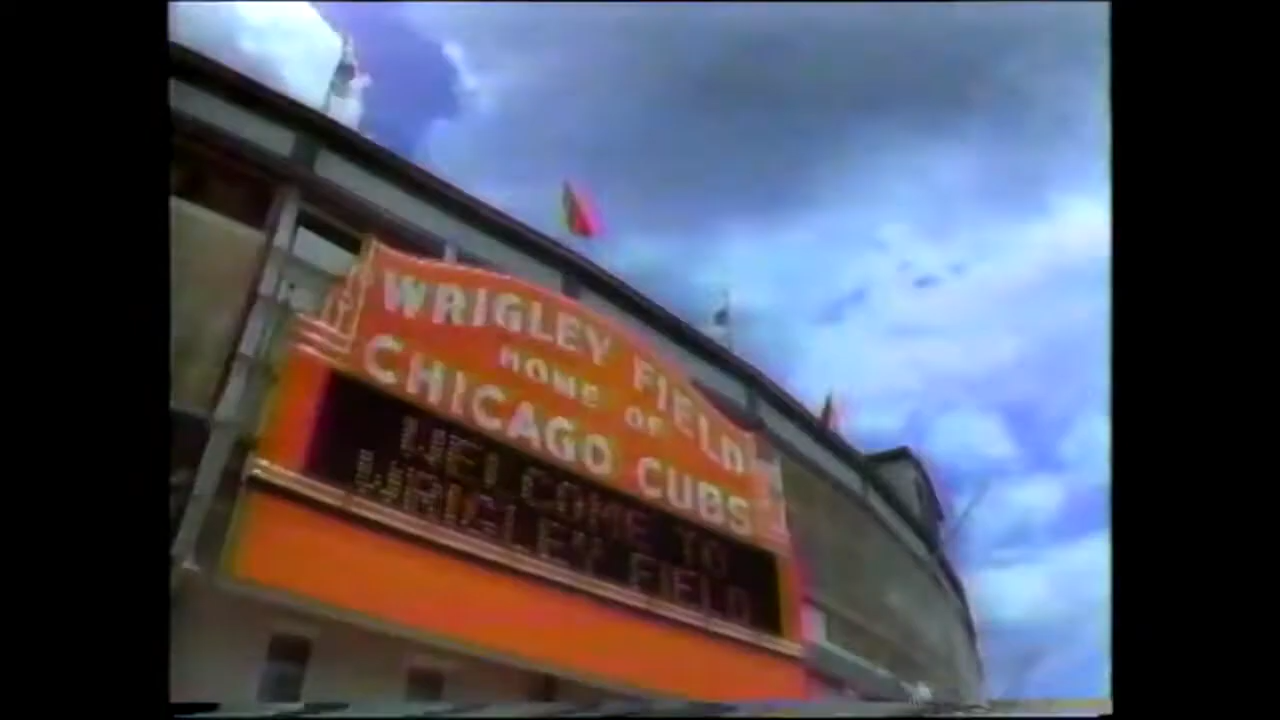 WRIGLEY FIELD
HOME OF
CHICAGO CUBS
WELCOME TO
WRIGLEY FIELD